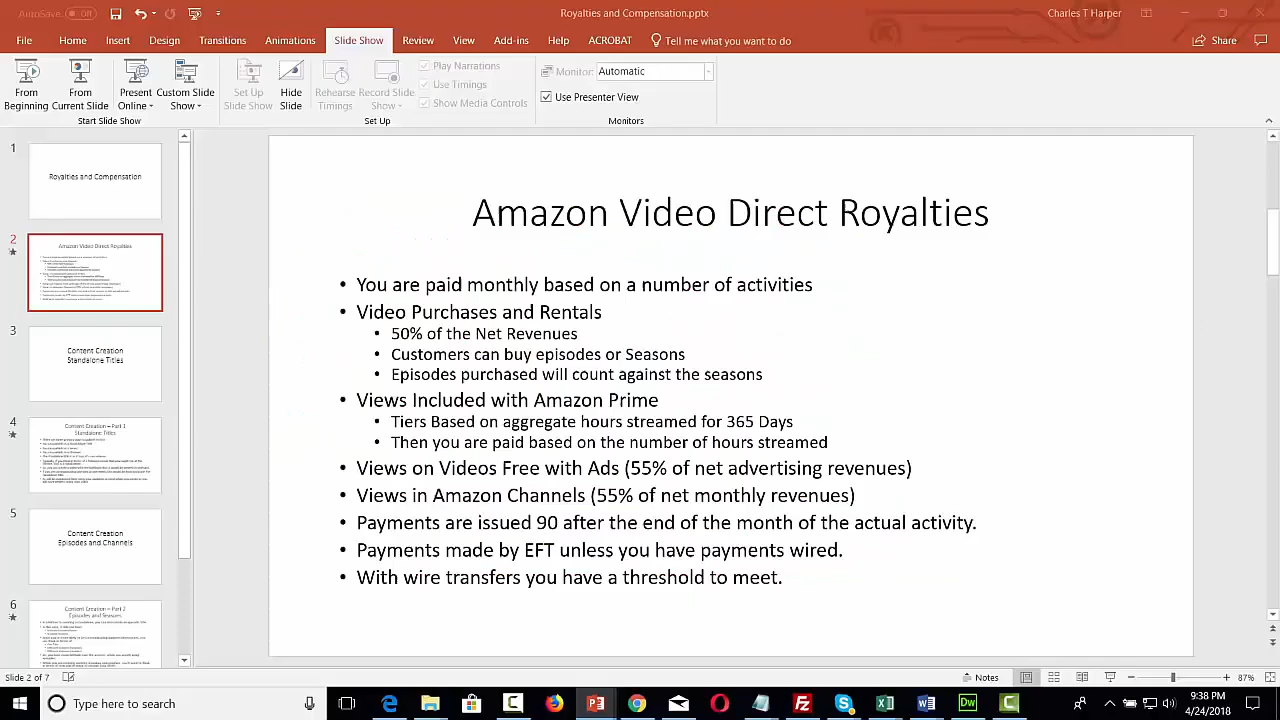 AutoSave Off
Royalties and Compensation.pptx
Charles T Harper
File Home Insert Design Transitions Animations Slide Show Review View Add-ins Help ACROBAT Tell me what you want to do Share
From Beginning
From Current Slide
Present Online
Custom Slide Show
Start Slide Show
Set Up Slide Show
Hide Slide
Rehearse Timings
Record Slide Show
Play Narrations
Use Timings
Show Media Controls
Set Up
Monitor: Automatic
Use Presenter View
Monitors
1
Royalties and Compensation
2
Amazon Video Direct Royalties
3
Content Creation
Standalone Titles
4
Content Creation – Part 1
Standalone Titles
5
Content Creation
Episodes and Channels
6
Content Creation – Part 2
Episodes and Seasons
Amazon Video Direct Royalties
• You are paid monthly based on a number of activities
• Video Purchases and Rentals
• 50% of the Net Revenues
• Customers can buy episodes or Seasons
• Episodes purchased will count against the seasons
• Views Included with Amazon Prime
• Tiers Based on aggregate hours streamed for 365 Days
• Then you are paid based on the number of hours streamed
• Views on Videos Free with Ads (55% of net advertising revenues)
• Views in Amazon Channels (55% of net monthly revenues)
• Payments are issued 90 after the end of the month of the actual activity.
• Payments made by EFT unless you have payments wired.
• With wire transfers you have a threshold to meet.
Slide 2 of 7
Notes
87%
Type here to search
9:38 PM
4/24/2018